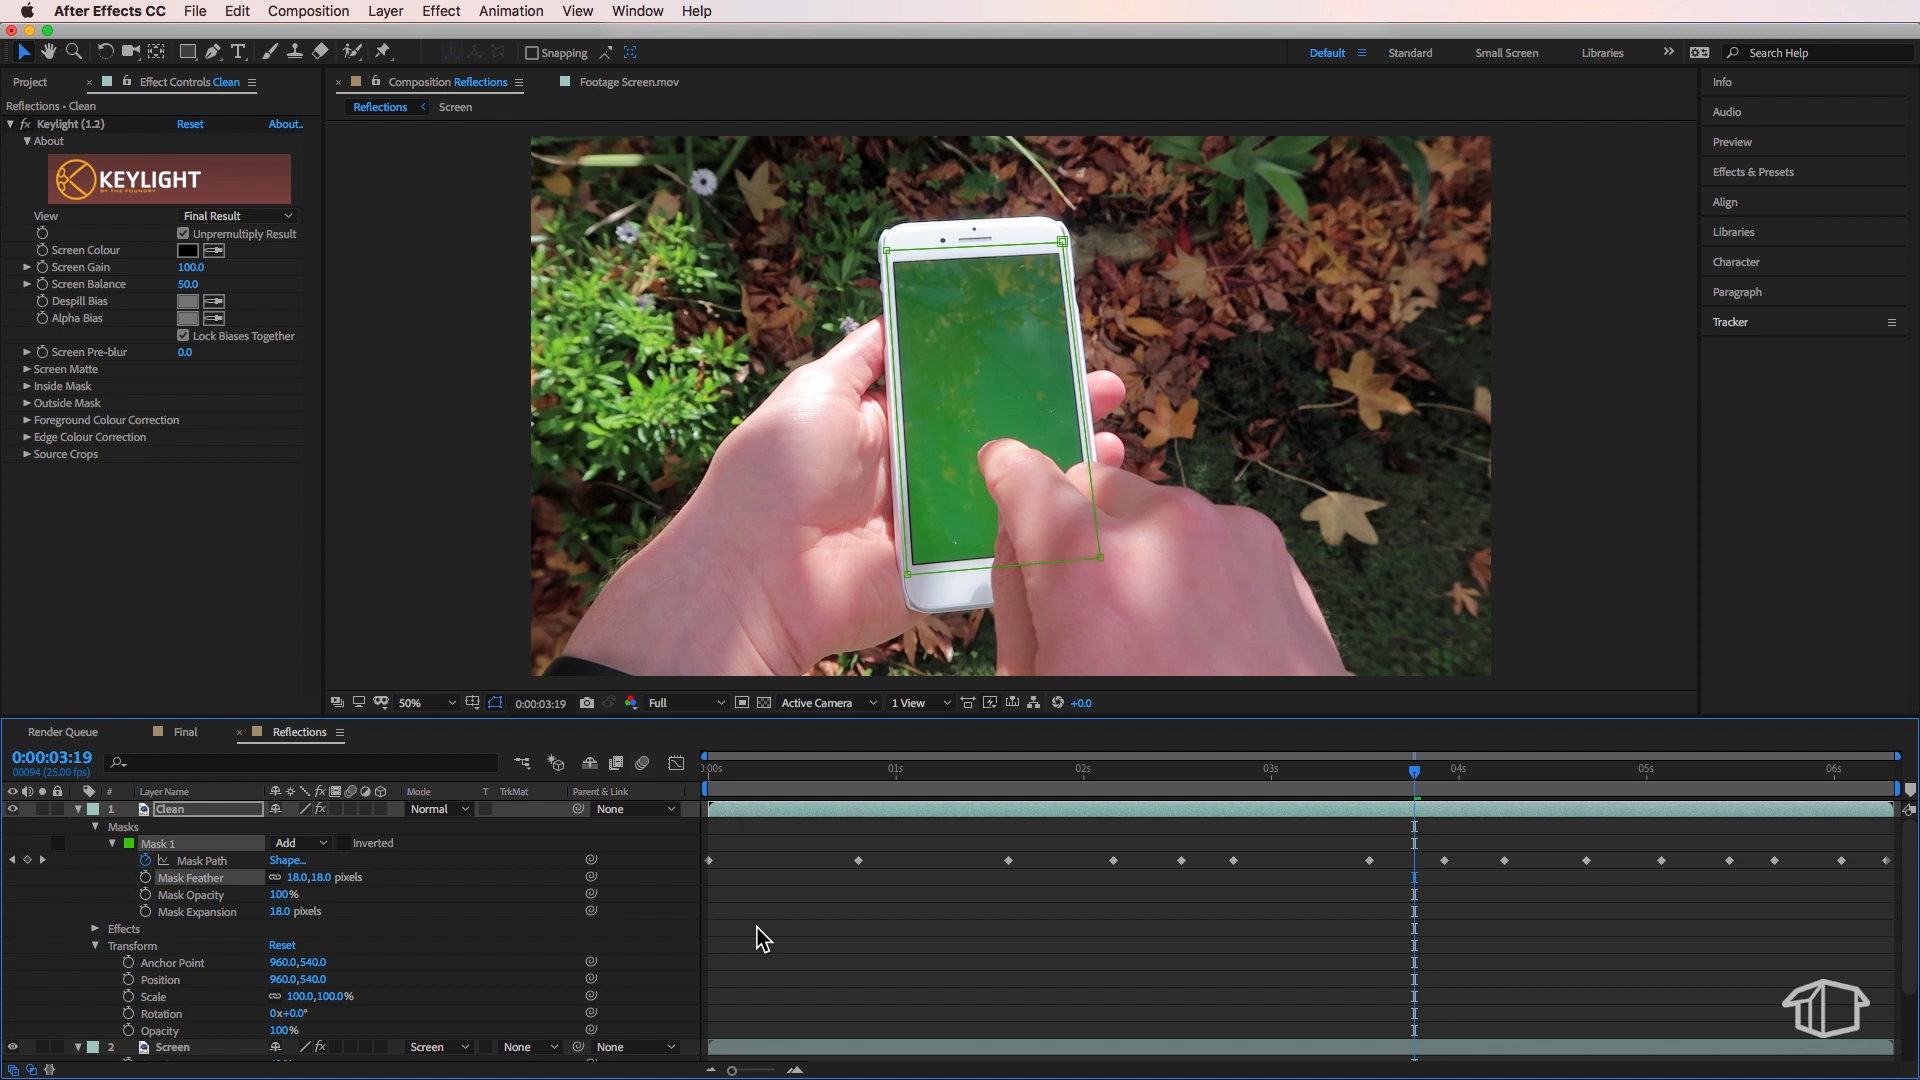 After Effects CC File Edit Composition Layer Effect Animation View Window Help
Snapping Default Standard Small Screen Libraries Search Help
Project Effect Controls Clean Composition Reflections Footage Screen.mov
Reflections • Clean
Reflections Screen
fx Keylight (1.2) Reset About..
About
KEYLIGHT
BY THE FOUNDRY
View Final Result
Unpremultiply Result
Screen Colour
Screen Gain 100.0
Screen Balance 50.0
Despill Bias
Alpha Bias
Lock Biases Together
Screen Pre-blur 0.0
Screen Matte
Inside Mask
Outside Mask
Foreground Colour Correction
Edge Colour Correction
Source Crops
Info
Audio
Preview
Effects & Presets
Align
Libraries
Character
Paragraph
Tracker
50% 0:00:03:19 Full Active Camera 1 View +0.0
Render Queue Final Reflections
0:00:03:19
00094 (25.00 fps)
0:00s 01s 02s 03s 04s 05s 06s
# Layer Name fx Mode T TrkMat Parent & Link
1 Clean fx Normal None
Masks
Mask 1 Add Inverted
Mask Path Shape...
Mask Feather 18.0,18.0 pixels
Mask Opacity 100%
Mask Expansion 18.0 pixels
Effects
Transform Reset
Anchor Point 960.0,540.0
Position 960.0,540.0
Scale 100.0,100.0%
Rotation 0x+0.0°
Opacity 100%
2 Screen fx Screen None None